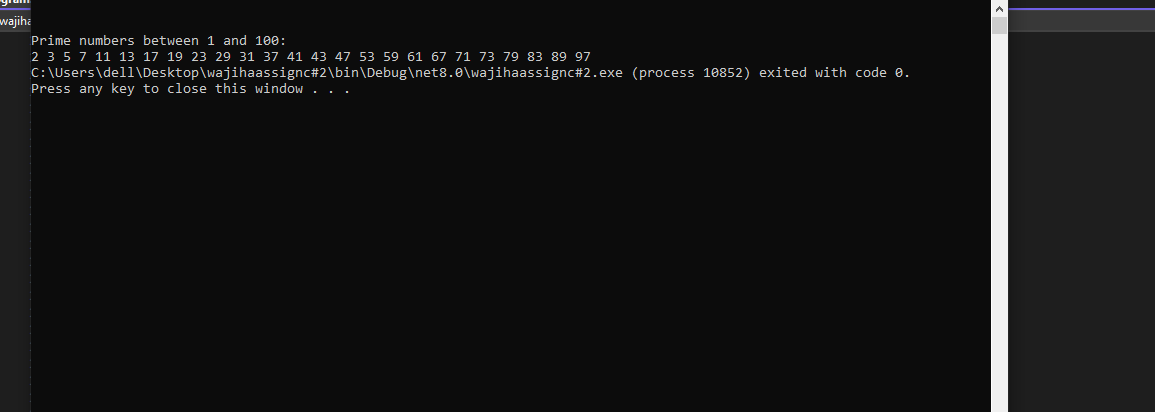 wajiha
Prime numbers between 1 and 100:
2 3 5 7 11 13 17 19 23 29 31 37 41 43 47 53 59 61 67 71 73 79 83 89 97
C:\Users\dell\Desktop\wajihaassignc#2\bin\Debug\net8.0\wajihaassignc#2.exe (process 10852) exited with code 0.
Press any key to close this window . . .